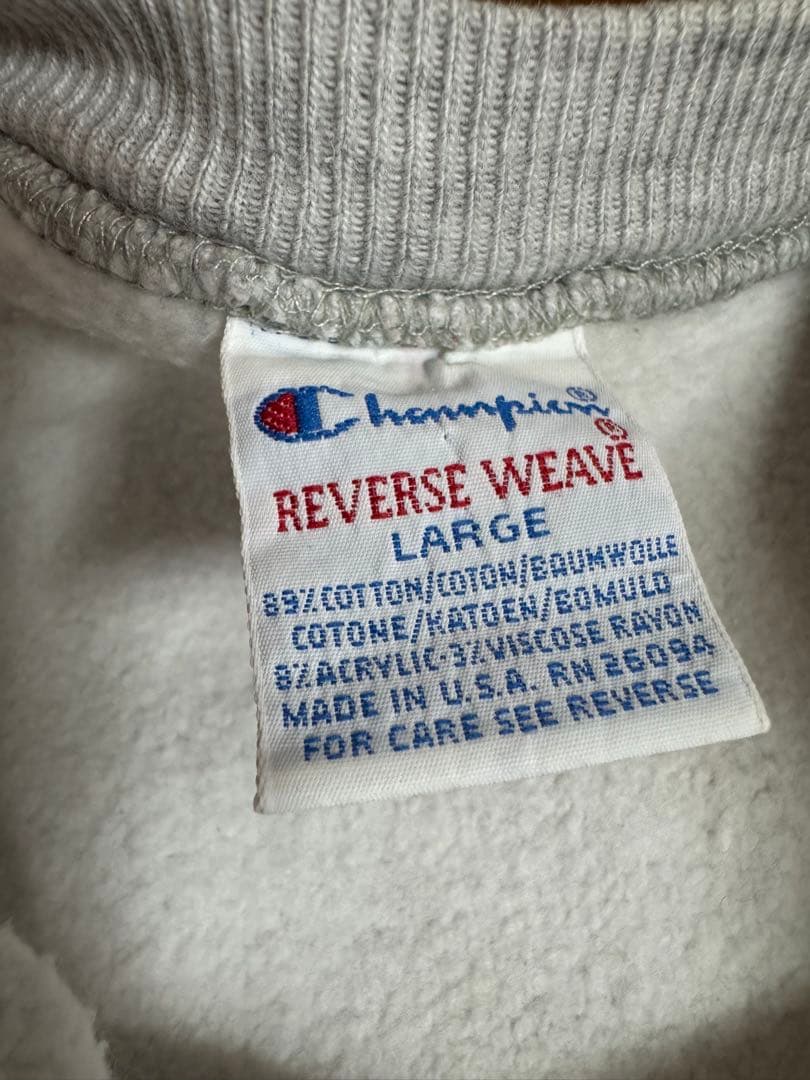 Champion®
REVERSE WEAVE®
LARGE
89% COTTON/COTON/BAUMWOLLE
COTONE/KATOEN/BOMULD
8% ACRYLIC-3% VISCOSE RAYON
MADE IN U.S.A. RN 26094
FOR CARE SEE REVERSE